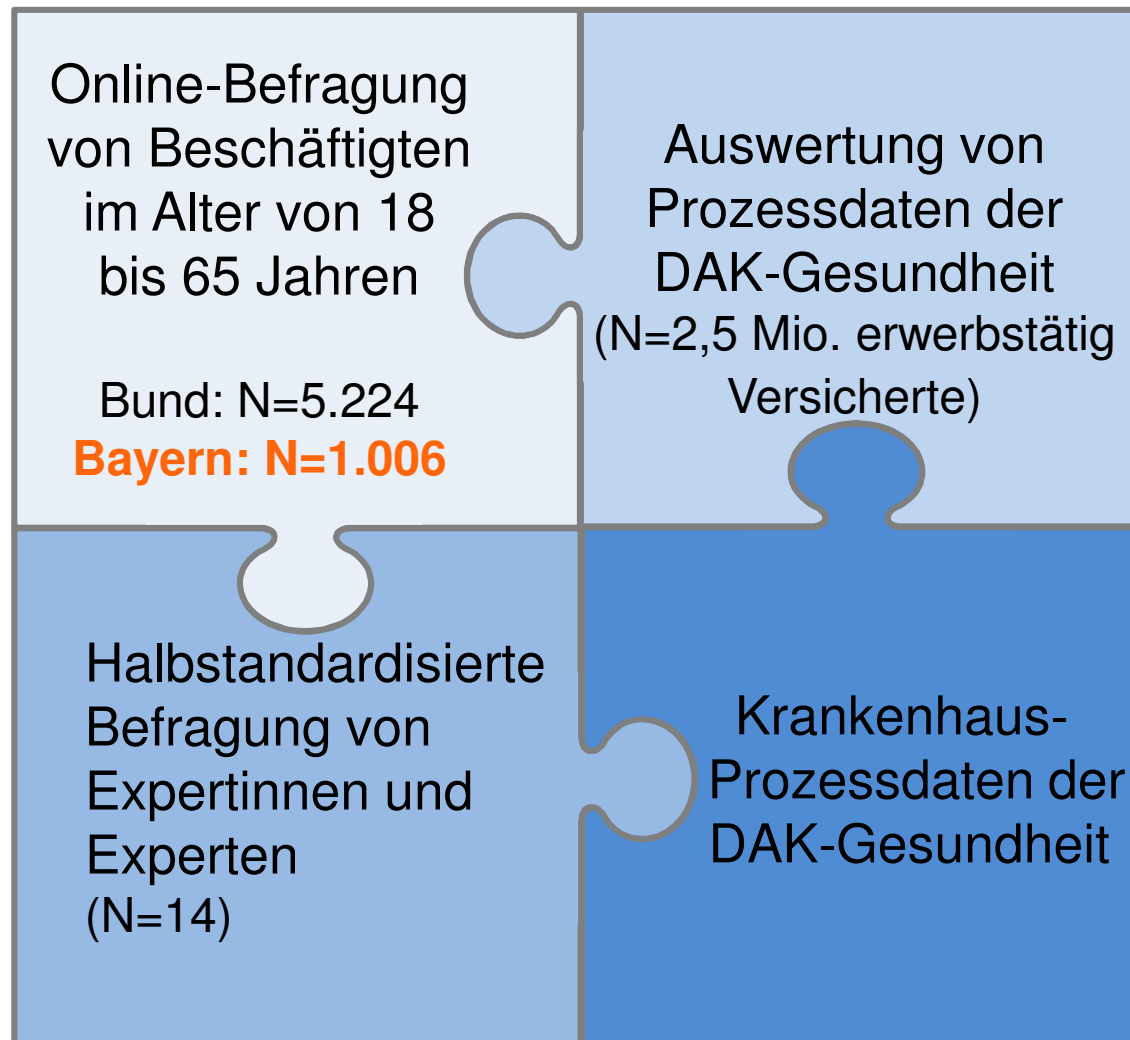 Online-Befragung
von Beschäftigten
im Alter von 18
bis 65 Jahren
Bund: N=5.224
Bayern: N=1.006
Auswertung von
Prozessdaten der
DAK-Gesundheit
(N=2,5 Mio. erwerbstätig
Versicherte)
Halbstandardisierte
Befragung von
Expertinnen und
Experten
(N=14)
Krankenhaus-
Prozessdaten der
DAK-Gesundheit